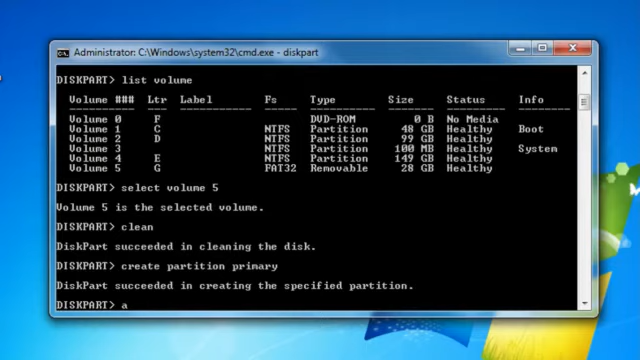 Administrator: C:\Windows\system32\cmd.exe - diskpart
DISKPART> list volume
Volume ### Ltr Label Fs Type Size Status Info
Volume 0 F DVD-ROM 0 B No Media
Volume 1 C NTFS Partition 48 GB Healthy Boot
Volume 2 D NTFS Partition 99 GB Healthy
Volume 3 NTFS Partition 100 MB Healthy System
Volume 4 E NTFS Partition 149 GB Healthy
Volume 5 G FAT32 Removable 28 GB Healthy
DISKPART> select volume 5
Volume 5 is the selected volume.
DISKPART> clean
DiskPart succeeded in cleaning the disk.
DISKPART> create partition primary
DiskPart succeeded in creating the specified partition.
DISKPART> a